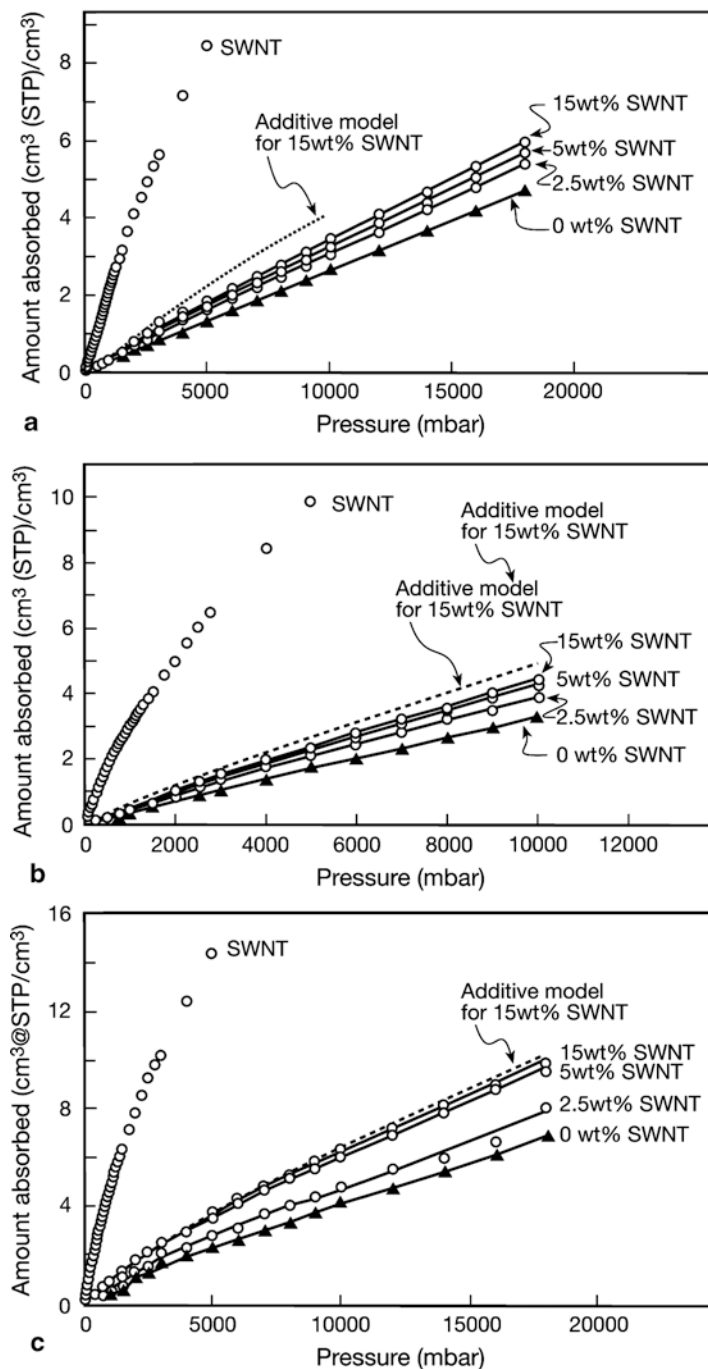 8
6
4
2
0
Amount absorbed (cm³ (STP)/cm³)
SWNT
Additive model
for 15wt% SWNT
15wt% SWNT
5wt% SWNT
2.5wt% SWNT
0 wt% SWNT
0 5000 10000 15000 20000
Pressure (mbar)
a
10
8
6
4
2
0
Amount absorbed (cm³ (STP)/cm³)
SWNT
Additive model
for 15wt% SWNT
Additive model
for 15wt% SWNT
15wt% SWNT
5wt% SWNT
2.5wt% SWNT
0 wt% SWNT
0 2000 4000 6000 8000 10000 12000
Pressure (mbar)
b
16
12
8
4
0
Amount absorbed (cm³@STP/cm³)
SWNT
Additive model
for 15wt% SWNT
15wt% SWNT
5wt% SWNT
2.5wt% SWNT
0 wt% SWNT
0 5000 10000 15000 20000
Pressure (mbar)
c